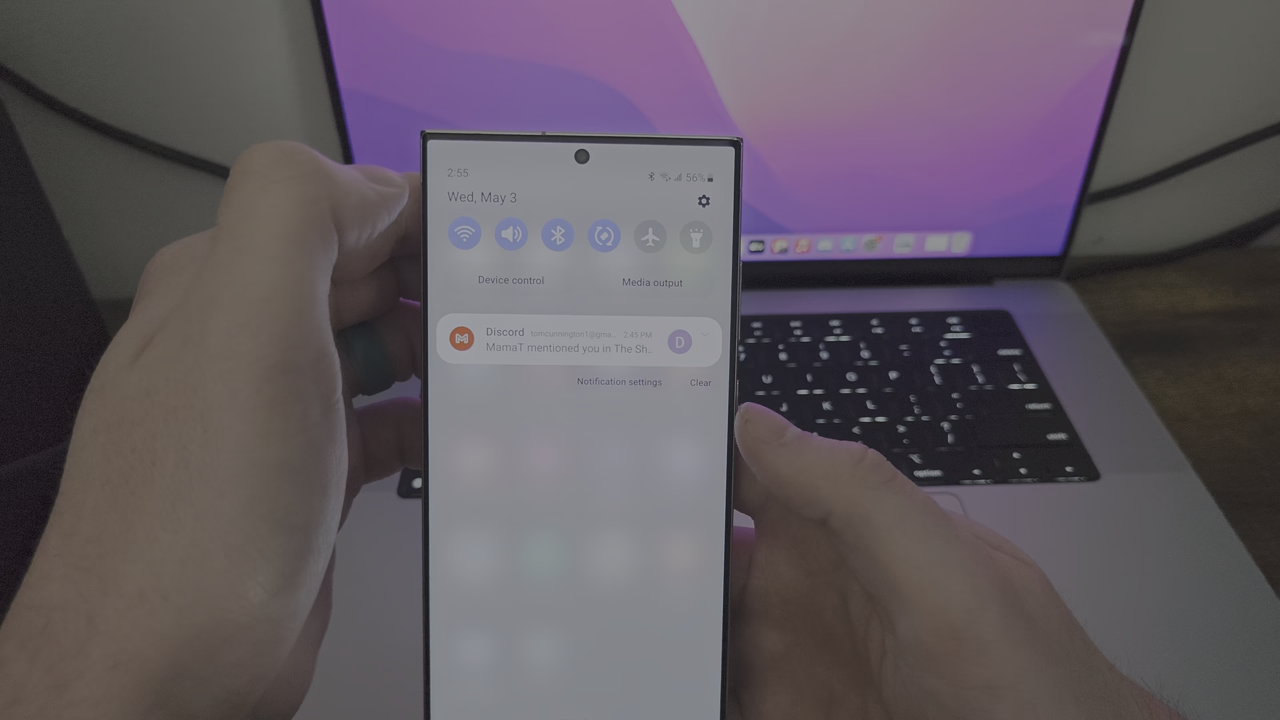 2:55
56%
Wed, May 3
Device control
Media output
Discord 2:45 PM
MamaT mentioned you in The Sh..
D
Notification settings
Clear
option